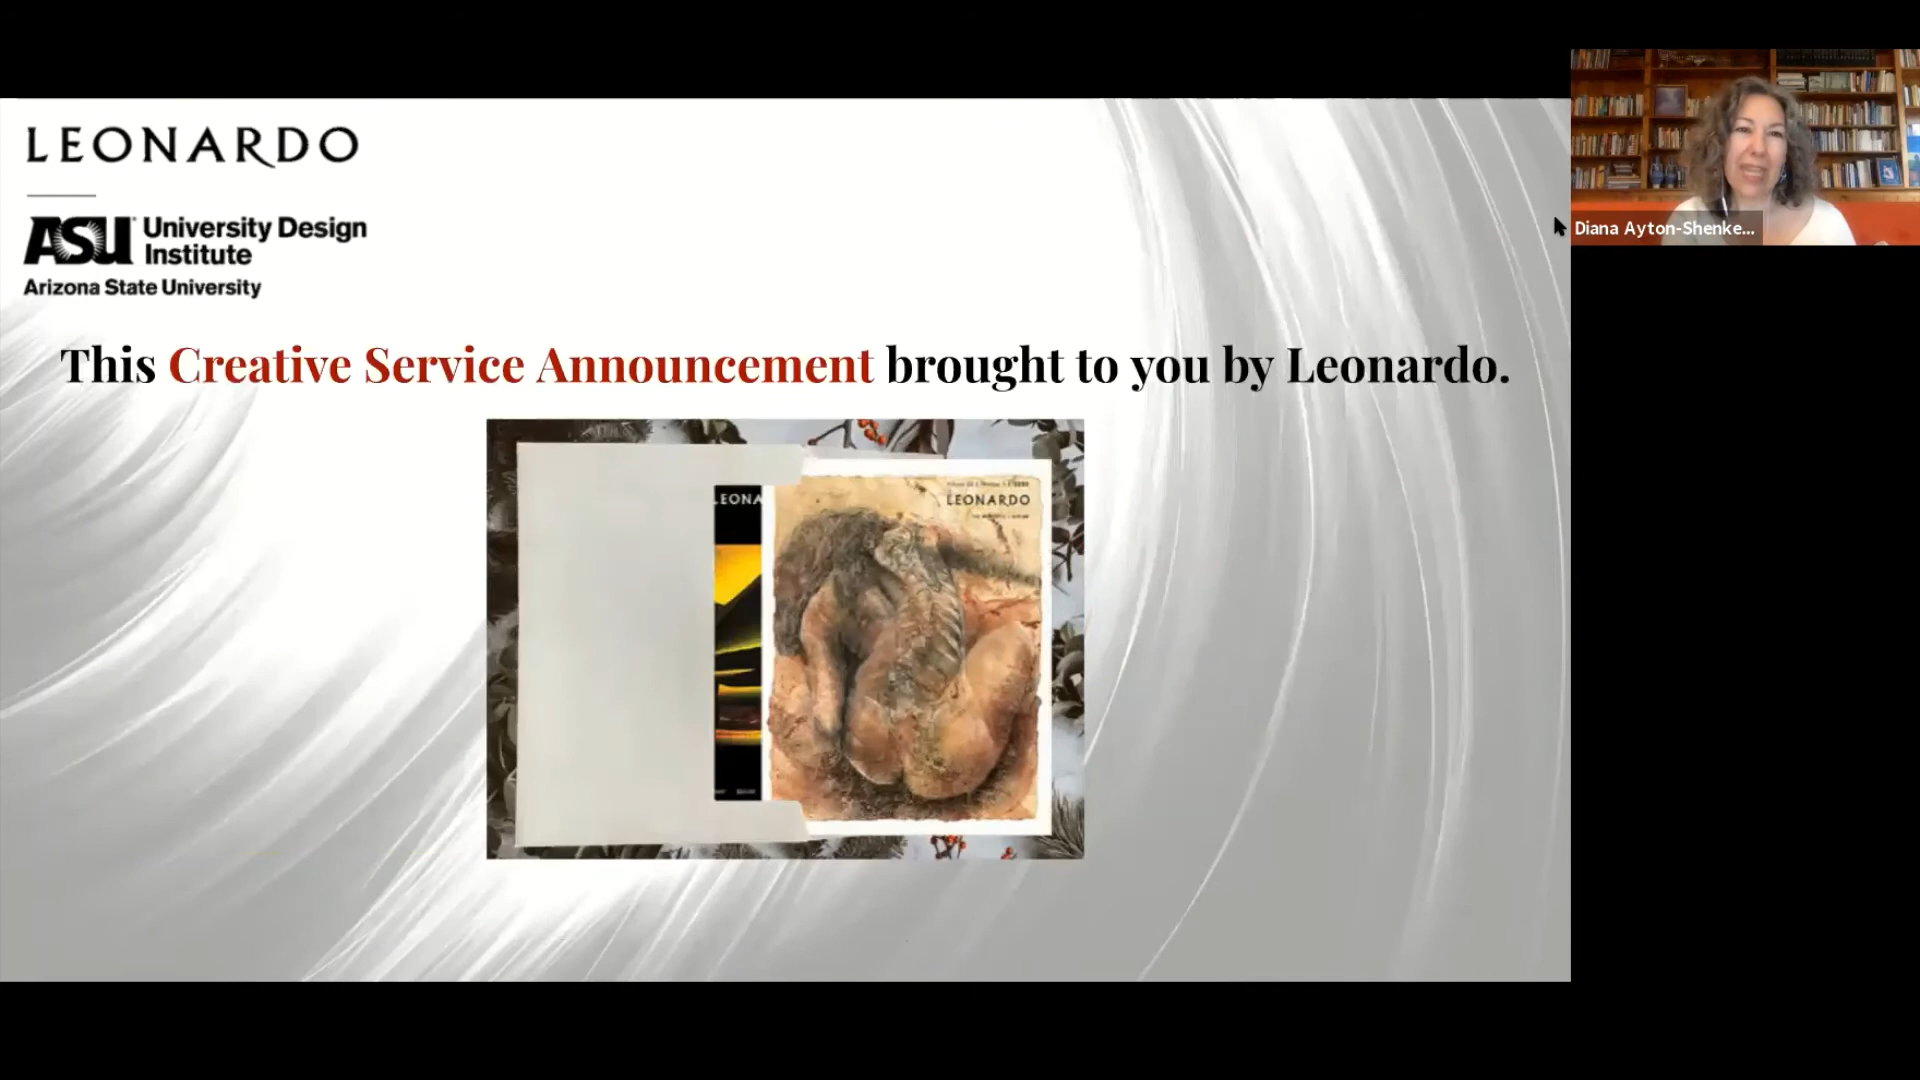 LEONARDO
ASU University Design
Institute
Arizona State University
Diana Ayton-Shenke...
This Creative Service Announcement brought to you by Leonardo.
LEONA
LEONARDO